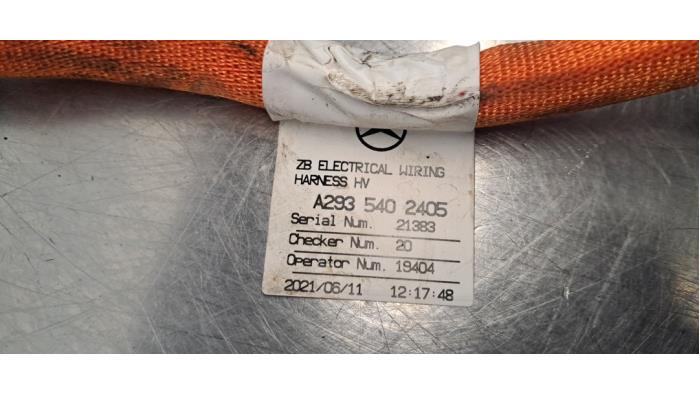 ZB ELECTRICAL WIRING
HARNESS HV
A293 540 2405
Serial Num. 21383
Checker Num. 20
Operator Num. 19404
2021/06/11 12:17:48